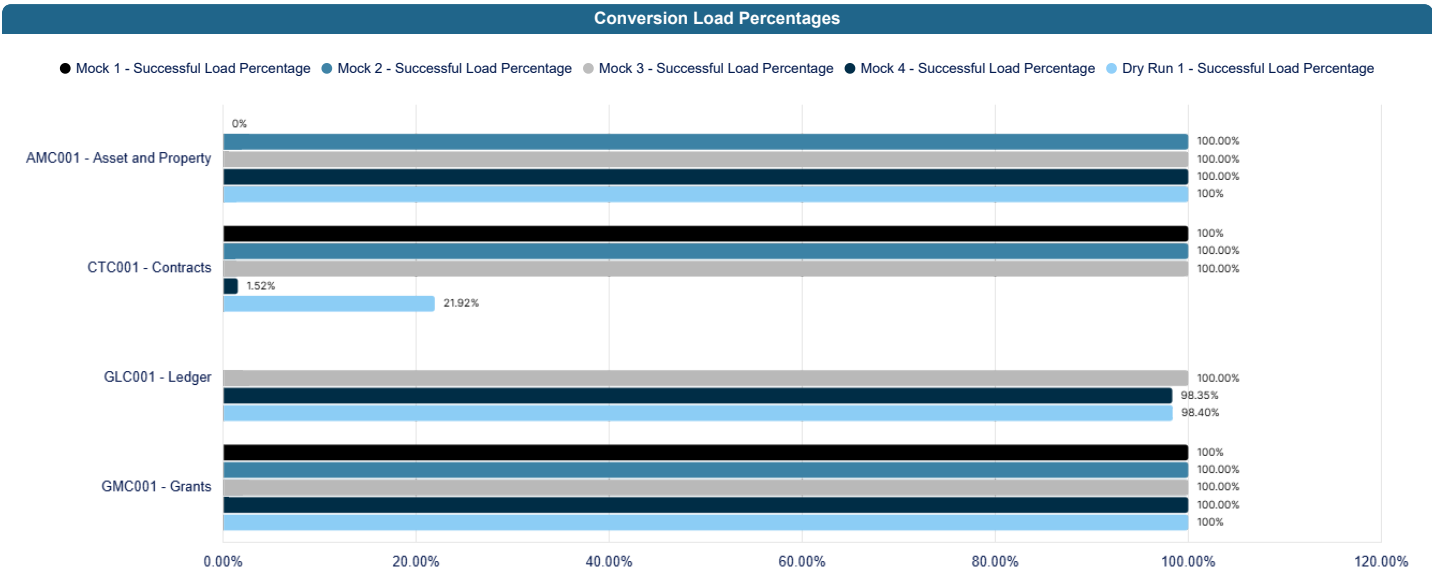 Conversion Load Percentages
Mock 1 - Successful Load Percentage Mock 2 - Successful Load Percentage Mock 3 - Successful Load Percentage Mock 4 - Successful Load Percentage Dry Run 1 - Successful Load Percentage
0%
100.00%
AMC001 - Asset and Property 100.00%
100.00%
100%
100%
100.00%
CTC001 - Contracts 100.00%
1.52%
21.92%
GLC001 - Ledger 100.00%
98.35%
98.40%
100%
100.00%
GMC001 - Grants 100.00%
100.00%
100%
0.00% 20.00% 40.00% 60.00% 80.00% 100.00% 120.00%